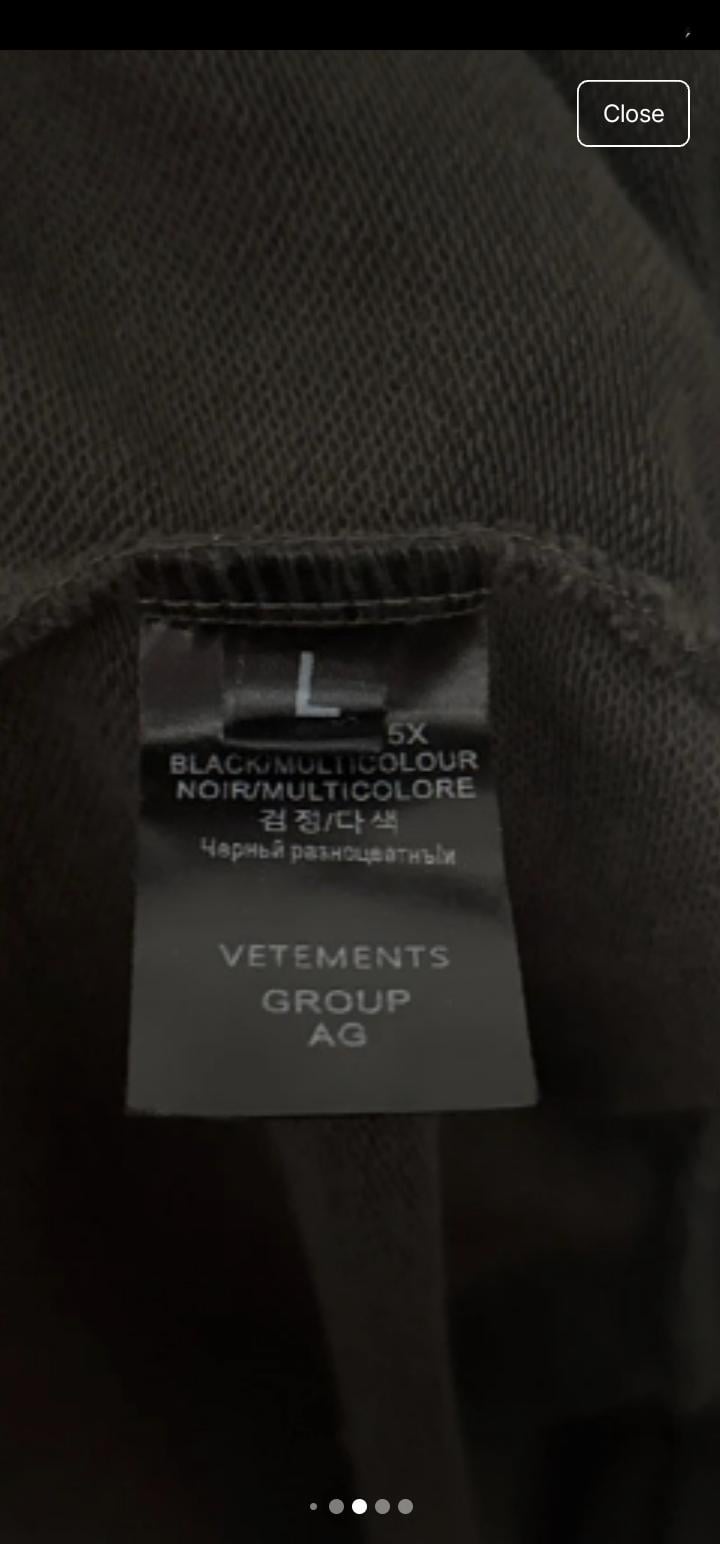 Close
L
5X
BLACK/MULTICOLOUR
NOIR/MULTICOLORE
검정/다색
Черный разноцветный
VETEMENTS
GROUP
AG